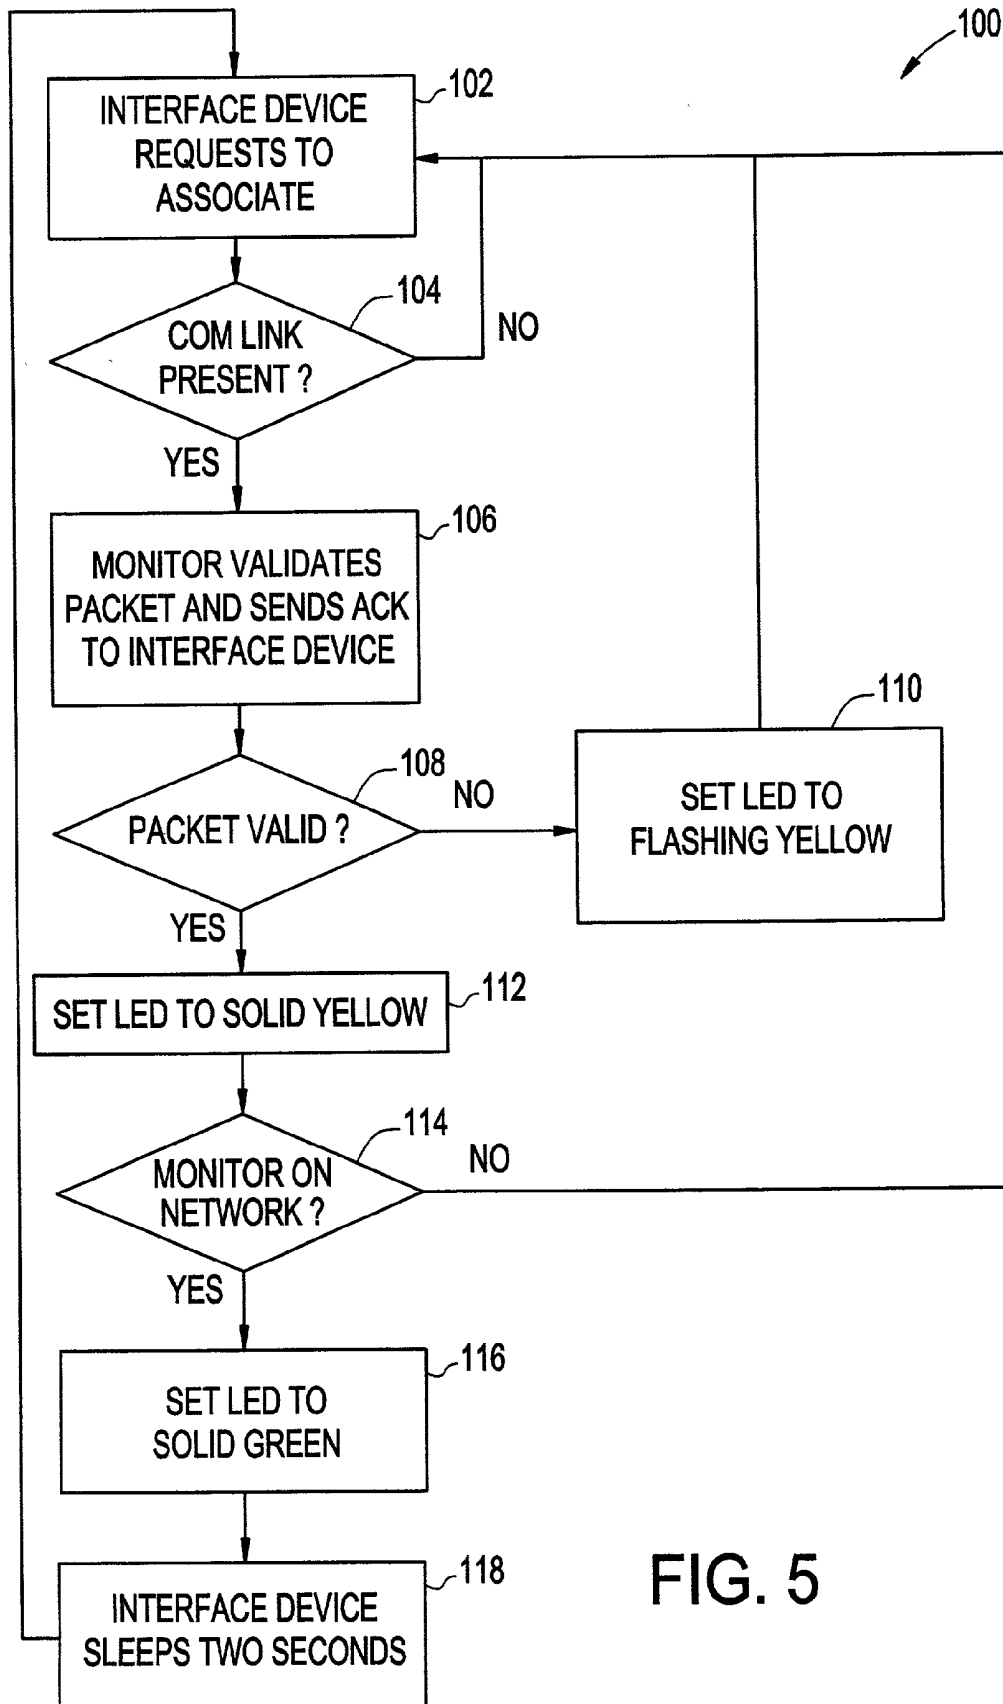 100
102
INTERFACE DEVICE
REQUESTS TO
ASSOCIATE
104
COM LINK
PRESENT ?
NO
YES
106
MONITOR VALIDATES
PACKET AND SENDS ACK
TO INTERFACE DEVICE
108
PACKET VALID ?
NO
110
SET LED TO
FLASHING YELLOW
YES
112
SET LED TO SOLID YELLOW
114
MONITOR ON
NETWORK ?
NO
YES
116
SET LED TO
SOLID GREEN
118
INTERFACE DEVICE
SLEEPS TWO SECONDS
FIG. 5